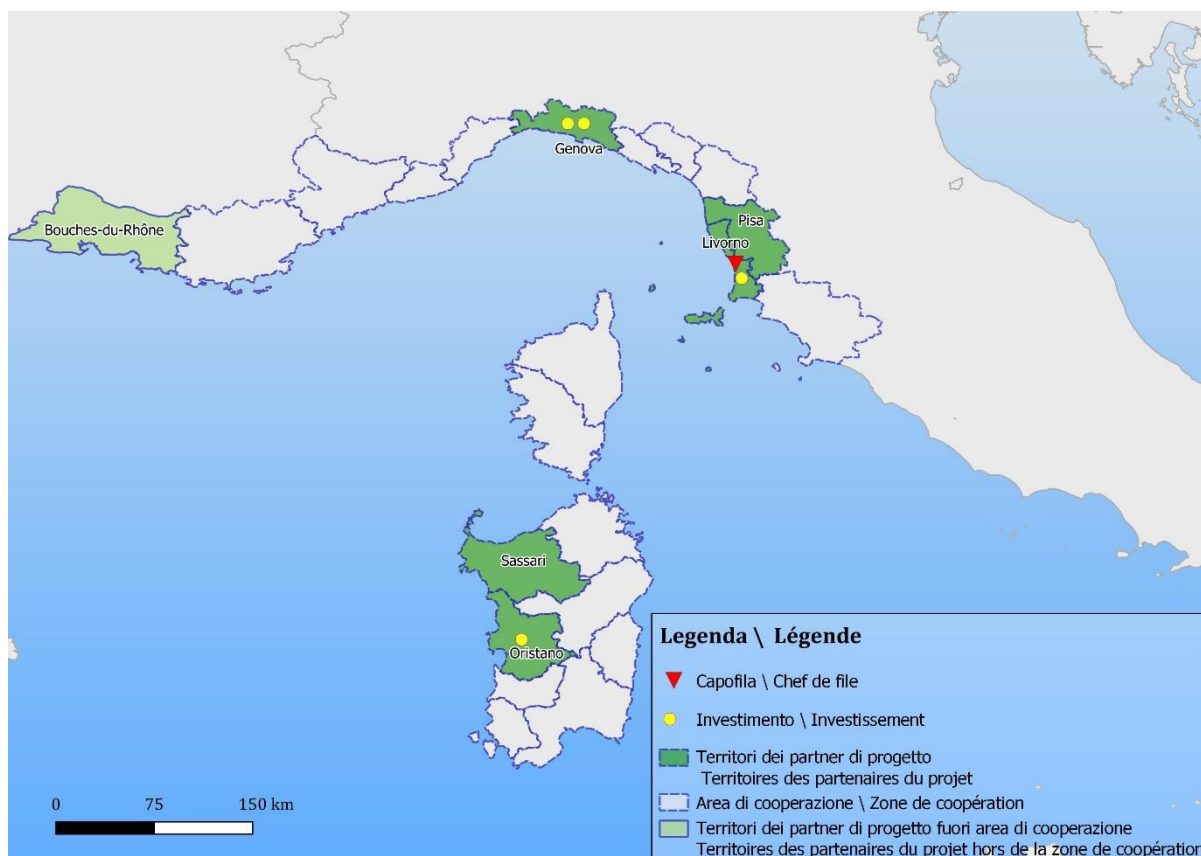 Genova
Bouches-du-Rhône
Pisa
Livorno
Sassari
Oristano
Legenda \ Légende
Capofila \ Chef de file
Investimento \ Investissement
Territori dei partner di progetto
Territoires des partenaires du projet
Area di cooperazione \ Zone de coopération
Territori dei partner di progetto fuori area di cooperazione
Territoires des partenaires du projet hors de la zone de coopération
0 75 150 km